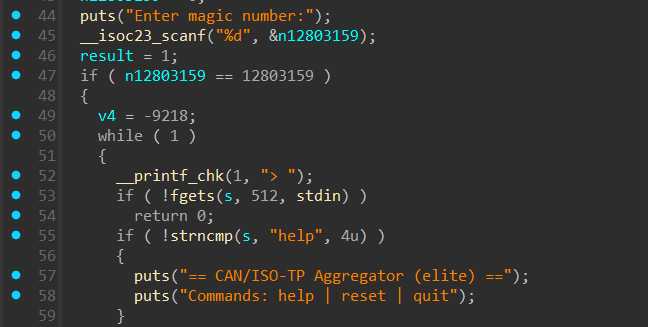 44 puts("Enter magic number:");
45 __isoc23_scanf("%d", &n12803159);
46 result = 1;
47 if ( n12803159 == 12803159 )
48 {
49 v4 = -9218;
50 while ( 1 )
51 {
52 __printf_chk(1, "> ");
53 if ( !fgets(s, 512, stdin) )
54 return 0;
55 if ( !strncmp(s, "help", 4u) )
56 {
57 puts("== CAN/ISO-TP Aggregator (elite) ==");
58 puts("Commands: help | reset | quit");
59 }